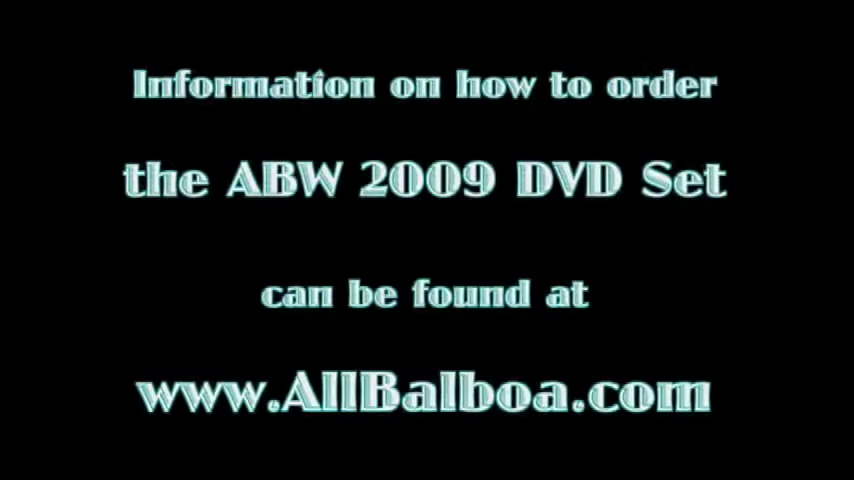 Information on how to order
the ABW 2009 DVD Set
can be found at
www.AllBalboa.com